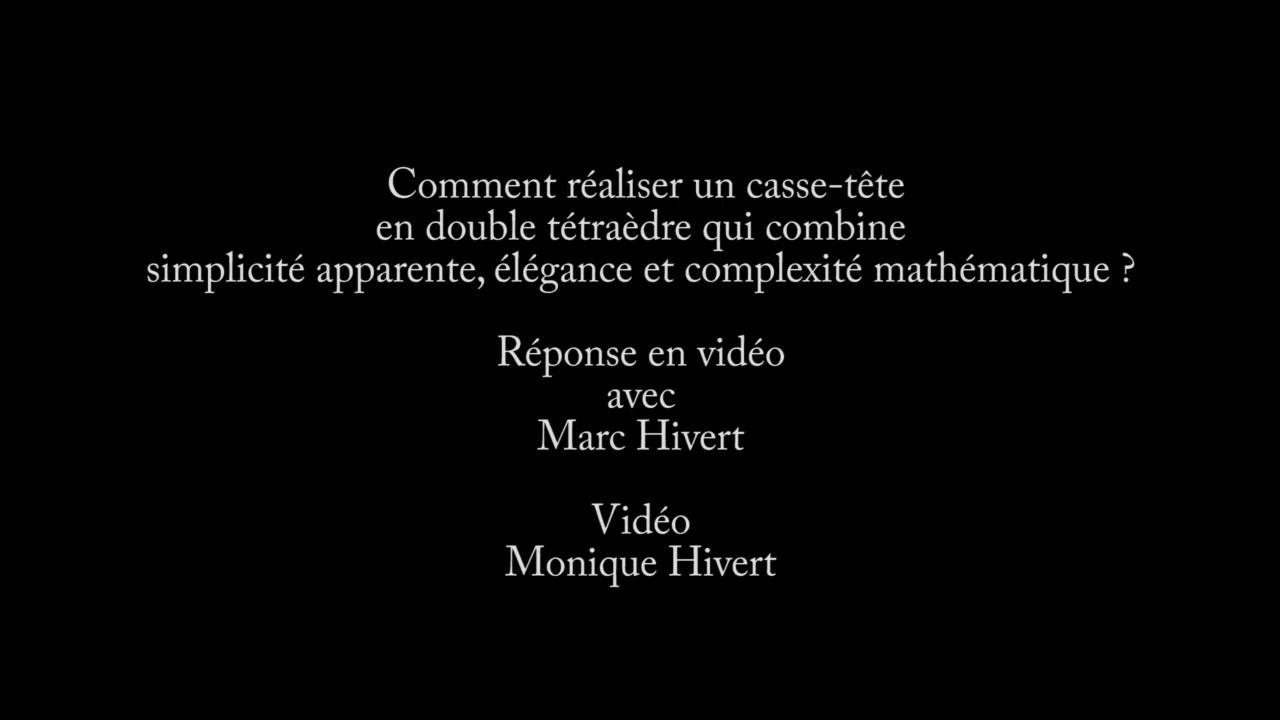 Comment réaliser un casse-tête
en double tétraèdre qui combine
simplicité apparente, élégance et complexité mathématique ?
Réponse en vidéo
avec
Marc Hivert
Vidéo
Monique Hivert